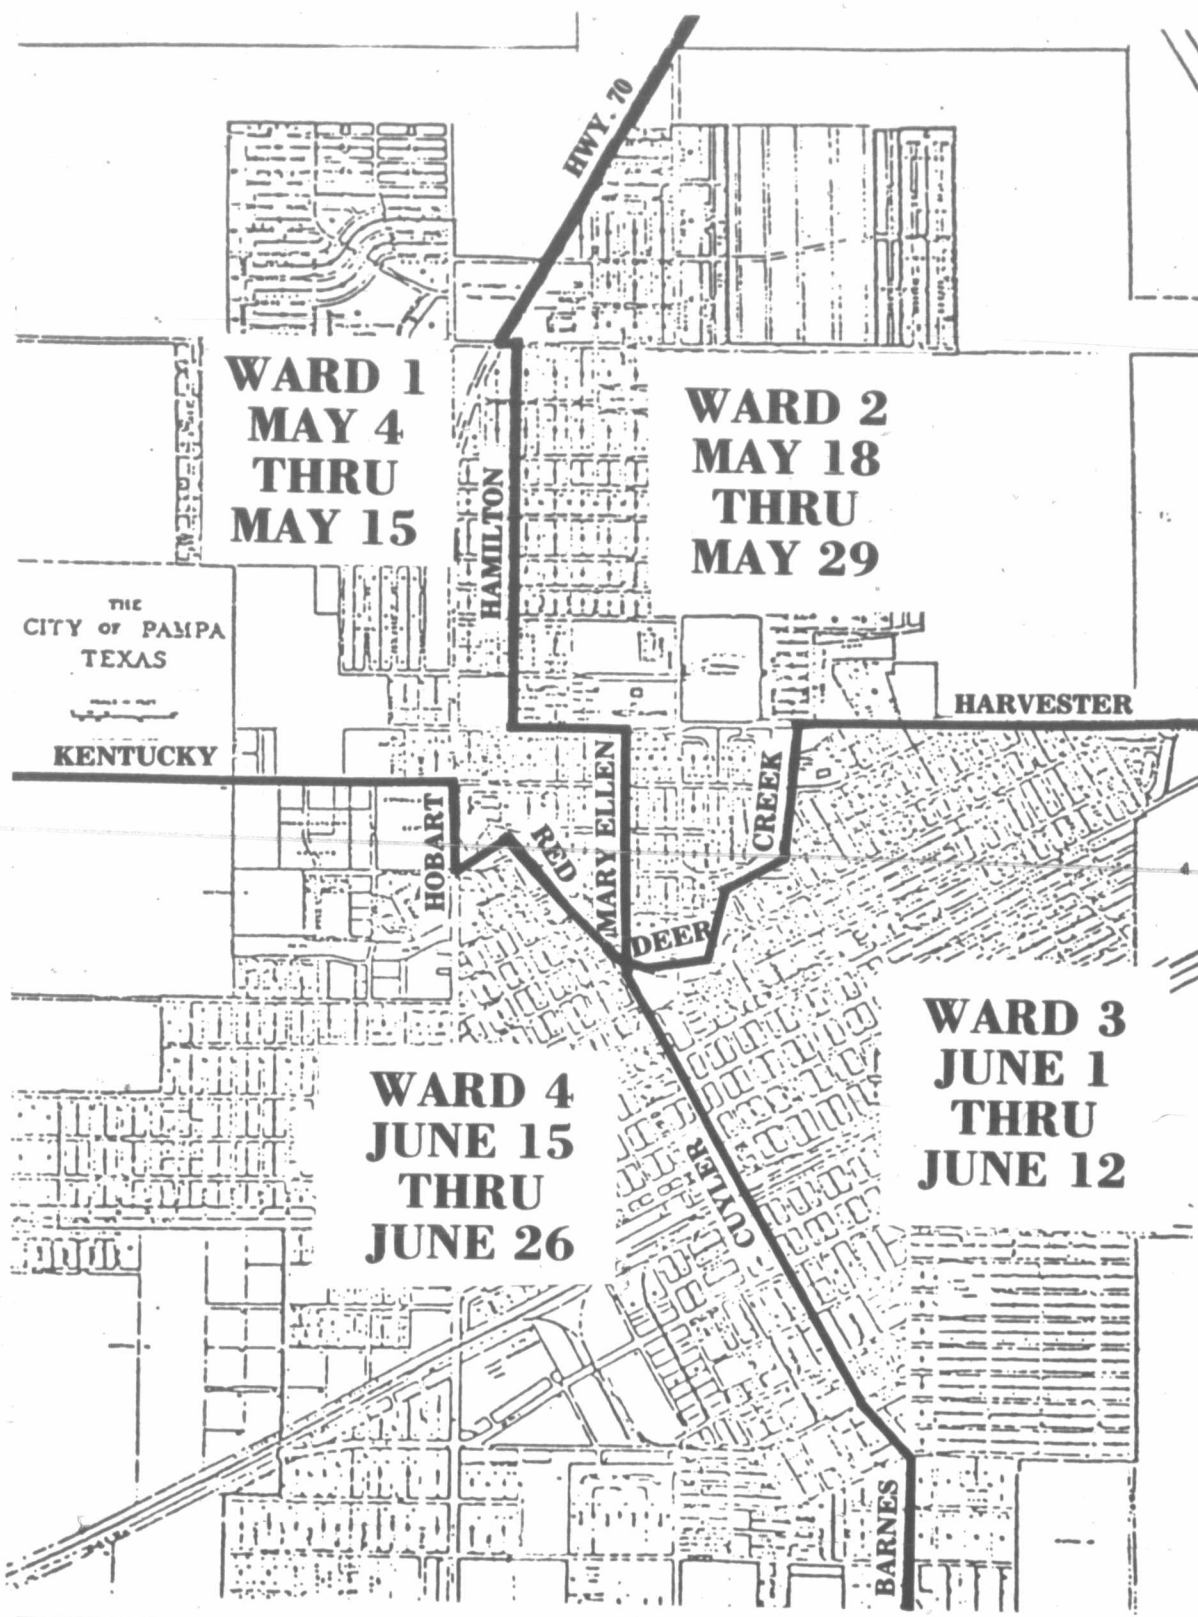 HWY. 70
WARD 1
MAY 4
THRU
MAY 15
WARD 2
MAY 18
THRU
MAY 29
HAMILTON
THE
CITY OF PAMPA
TEXAS
HARVESTER
KENTUCKY
HOBART
RED
MARY ELLEN
CREEK
DEER
WARD 3
JUNE 1
THRU
JUNE 12
WARD 4
JUNE 15
THRU
JUNE 26
CUYLER
BARNES